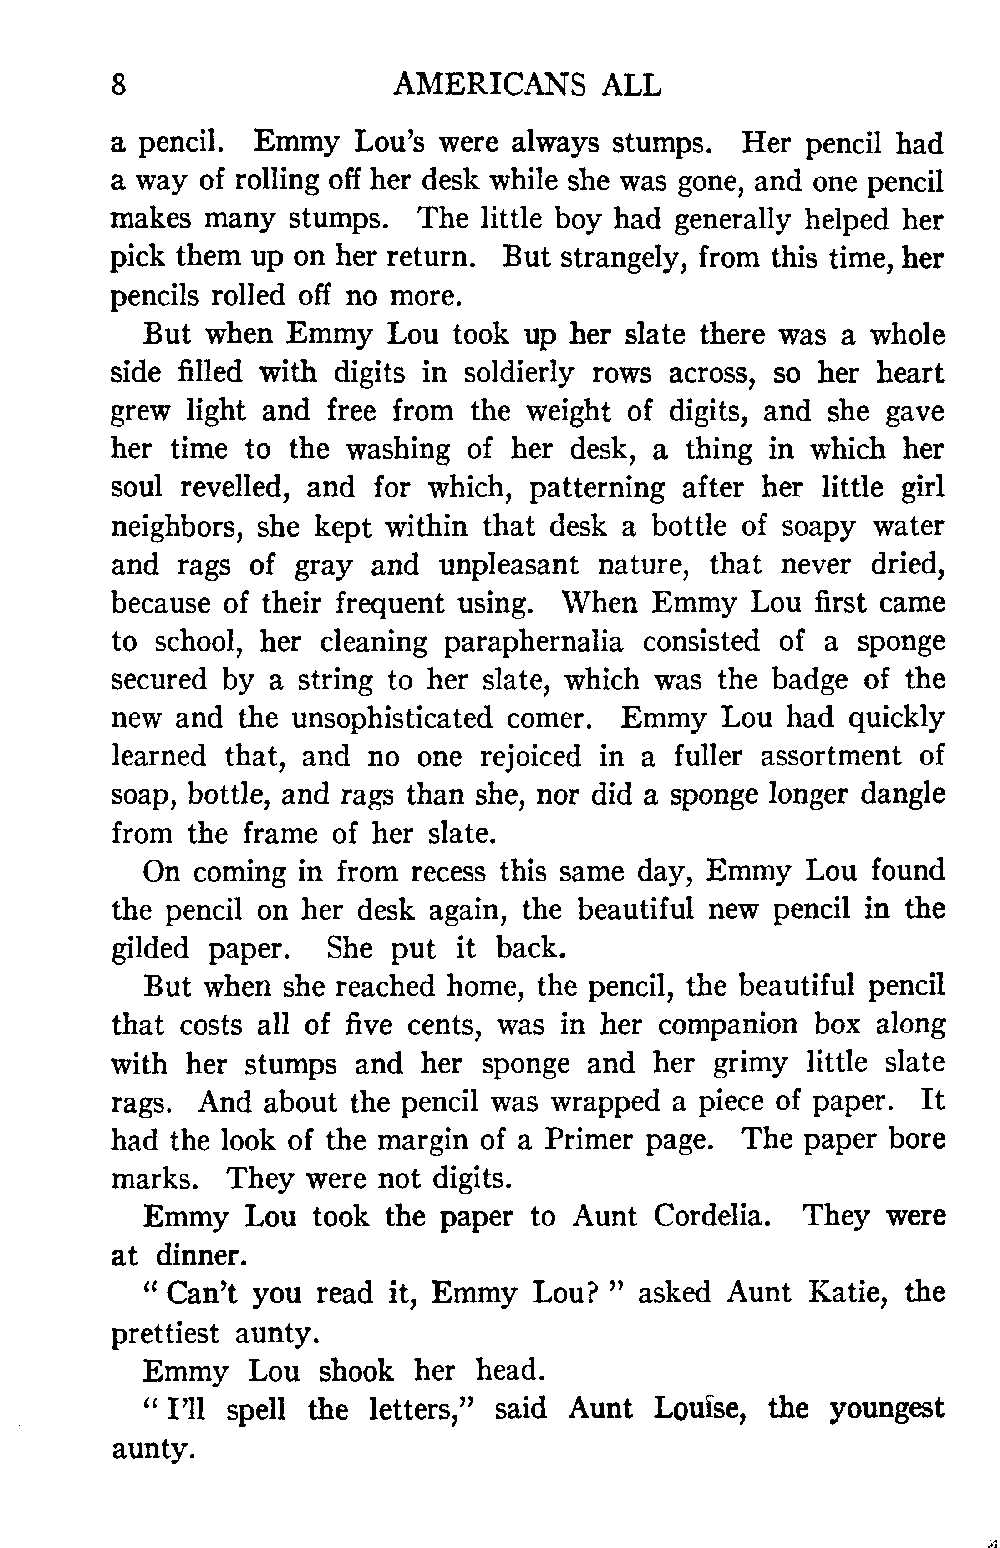 8 AMERICANS ALL
a pencil. Emmy Lou's were always stumps. Her pencil had
a way of rolling off her desk while she was gone, and one pencil
makes many stumps. The little boy had generally helped her
pick them up on her return. But strangely, from this time, her
pencils rolled off no more.
But when Emmy Lou took up her slate there was a whole
side filled with digits in soldierly rows across, so her heart
grew light and free from the weight of digits, and she gave
her time to the washing of her desk, a thing in which her
soul revelled, and for which, patterning after her little girl
neighbors, she kept within that desk a bottle of soapy water
and rags of gray and unpleasant nature, that never dried,
because of their frequent using. When Emmy Lou first came
to school, her cleaning paraphernalia consisted of a sponge
secured by a string to her slate, which was the badge of the
new and the unsophisticated comer. Emmy Lou had quickly
learned that, and no one rejoiced in a fuller assortment of
soap, bottle, and rags than she, nor did a sponge longer dangle
from the frame of her slate.
On coming in from recess this same day, Emmy Lou found
the pencil on her desk again, the beautiful new pencil in the
gilded paper. She put it back.
But when she reached home, the pencil, the beautiful pencil
that costs all of five cents, was in her companion box along
with her stumps and her sponge and her grimy little slate
rags. And about the pencil was wrapped a piece of paper. It
had the look of the margin of a Primer page. The paper bore
marks. They were not digits.
Emmy Lou took the paper to Aunt Cordelia. They were
at dinner.
" Can't you read it, Emmy Lou? " asked Aunt Katie, the
prettiest aunty.
Emmy Lou shook her head.
" I'll spell the letters," said Aunt Louise, the youngest
aunty.